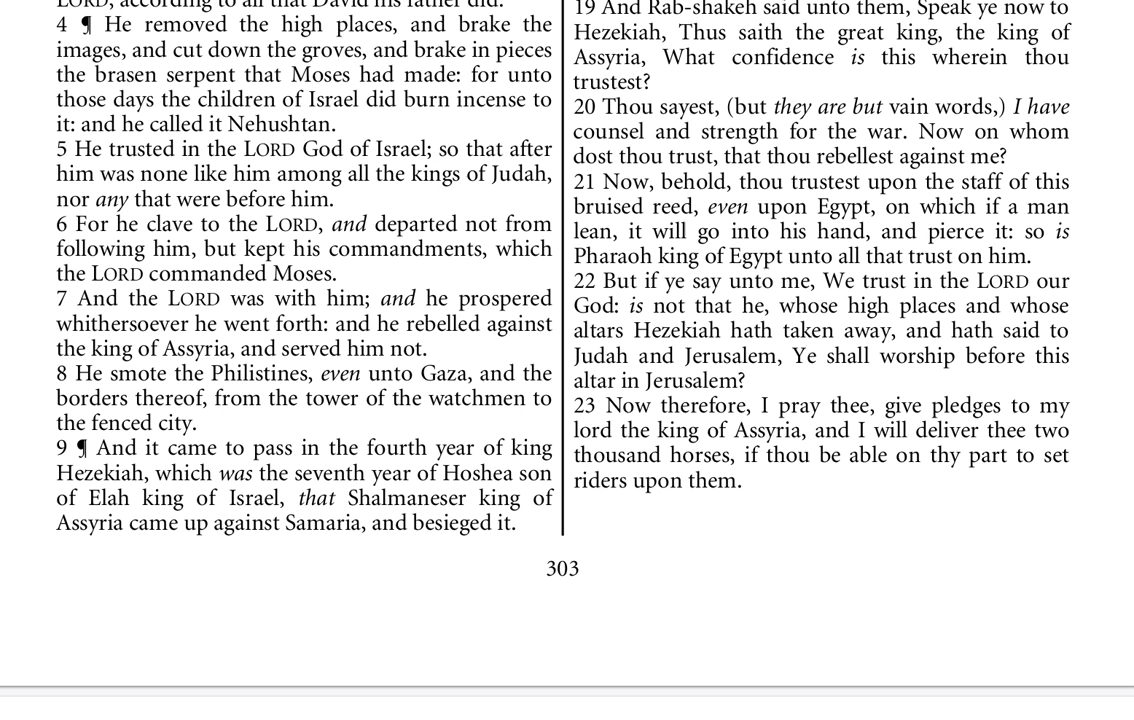 LORD, according to all that David his father did.
4 ¶ He removed the high places, and brake the
images, and cut down the groves, and brake in pieces
the brasen serpent that Moses had made: for unto
those days the children of Israel did burn incense to
it: and he called it Nehushtan.
5 He trusted in the LORD God of Israel; so that after
him was none like him among all the kings of Judah,
nor any that were before him.
6 For he clave to the LORD, and departed not from
following him, but kept his commandments, which
the LORD commanded Moses.
7 And the LORD was with him; and he prospered
whithersoever he went forth: and he rebelled against
the king of Assyria, and served him not.
8 He smote the Philistines, even unto Gaza, and the
borders thereof, from the tower of the watchmen to
the fenced city.
9 ¶ And it came to pass in the fourth year of king
Hezekiah, which was the seventh year of Hoshea son
of Elah king of Israel, that Shalmaneser king of
Assyria came up against Samaria, and besieged it.
19 And Rab-shakeh said unto them, Speak ye now to
Hezekiah, Thus saith the great king, the king of
Assyria, What confidence is this wherein thou
trustest?
20 Thou sayest, (but they are but vain words,) I have
counsel and strength for the war. Now on whom
dost thou trust, that thou rebellest against me?
21 Now, behold, thou trustest upon the staff of this
bruised reed, even upon Egypt, on which if a man
lean, it will go into his hand, and pierce it: so is
Pharaoh king of Egypt unto all that trust on him.
22 But if ye say unto me, We trust in the LORD our
God: is not that he, whose high places and whose
altars Hezekiah hath taken away, and hath said to
Judah and Jerusalem, Ye shall worship before this
altar in Jerusalem?
23 Now therefore, I pray thee, give pledges to my
lord the king of Assyria, and I will deliver thee two
thousand horses, if thou be able on thy part to set
riders upon them.
303